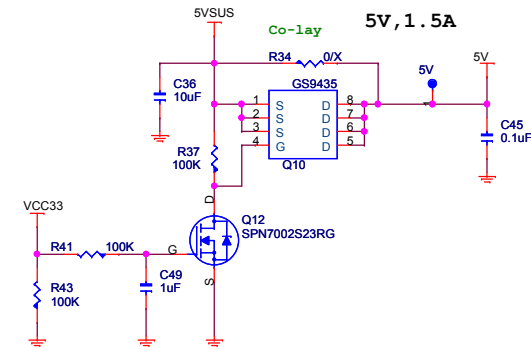 5VSUS
5V,1.5A
Co-lay
R34 0/X
5V
5V
C36
10uF
GS9435
1 S D 8
2 S D 7
3 S D 6
4 G D 5
Q10
C45
0.1uF
R37
100K
D
VCC33
Q12
SPN7002S23RG
R41 100K
G
S
C49
1uF
R43
100K